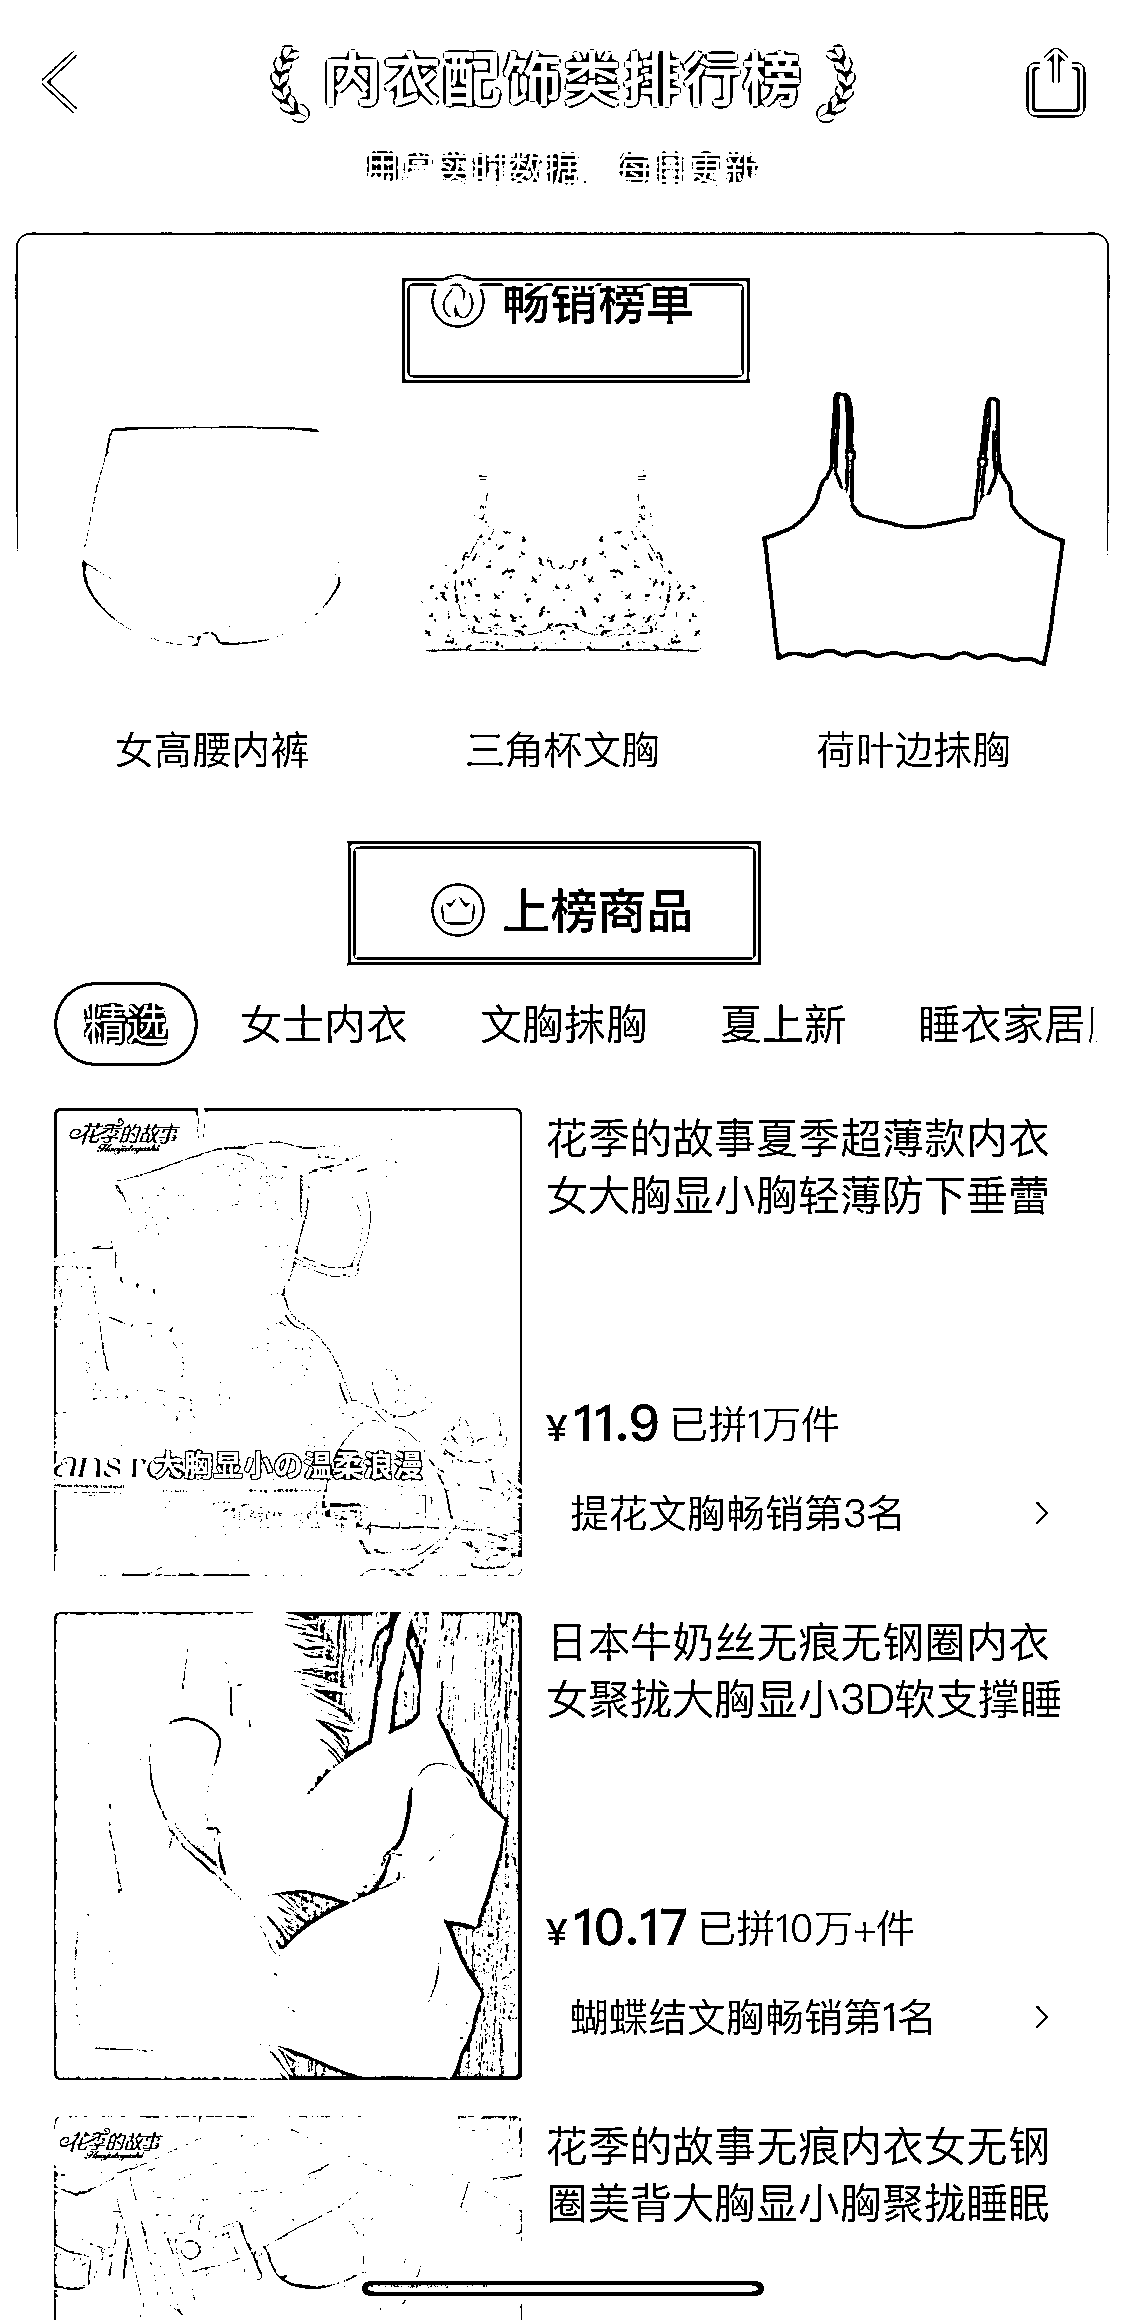 内衣配饰类排行榜
用户实时数据，每日更新
畅销榜单
女高腰内裤
三角杯文胸
荷叶边抹胸
上榜商品
精选 女士内衣 文胸抹胸 夏上新 睡衣家居
花季的故事
花季的故事夏季超薄款内衣
女大胸显小胸轻薄防下垂蕾
¥11.9 已拼1万件
大胸显小の温柔浪漫
提花文胸畅销第3名
日本牛奶丝无痕无钢圈内衣
女聚拢大胸显小3D软支撑睡
¥10.17 已拼10万+件
蝴蝶结文胸畅销第1名
花季的故事
花季的故事无痕内衣女无钢
圈美背大胸显小胸聚拢睡眠